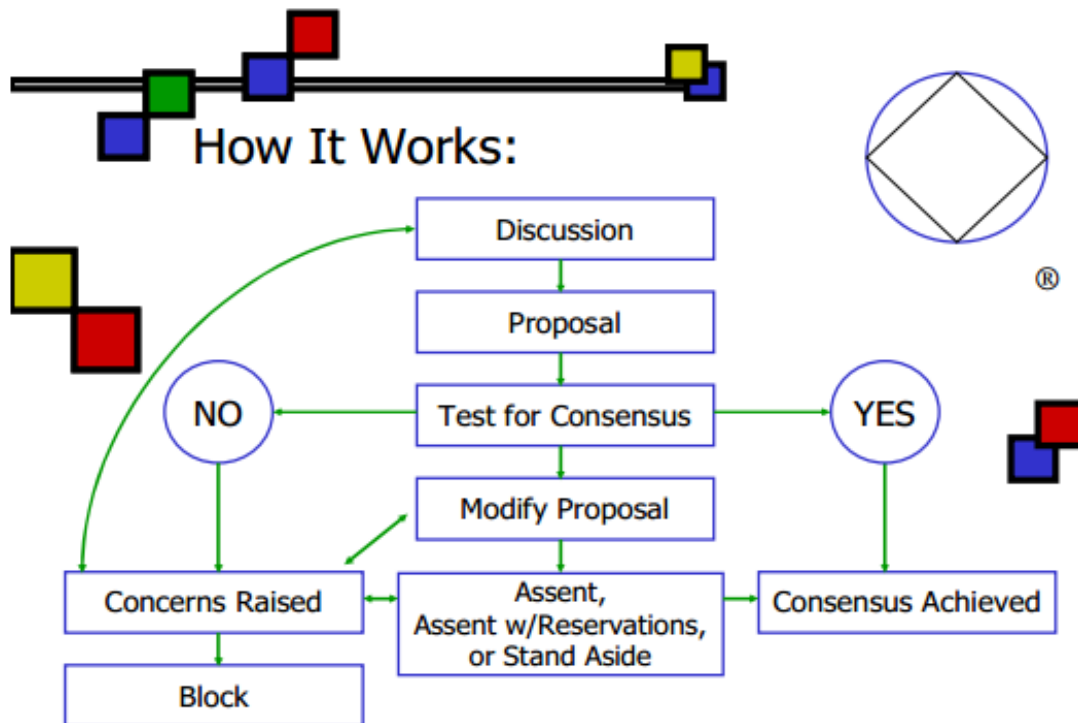 How It Works:
®
Discussion
Proposal
NO
Test for Consensus
YES
Modify Proposal
Concerns Raised
Assent,
Assent w/Reservations,
or Stand Aside
Consensus Achieved
Block